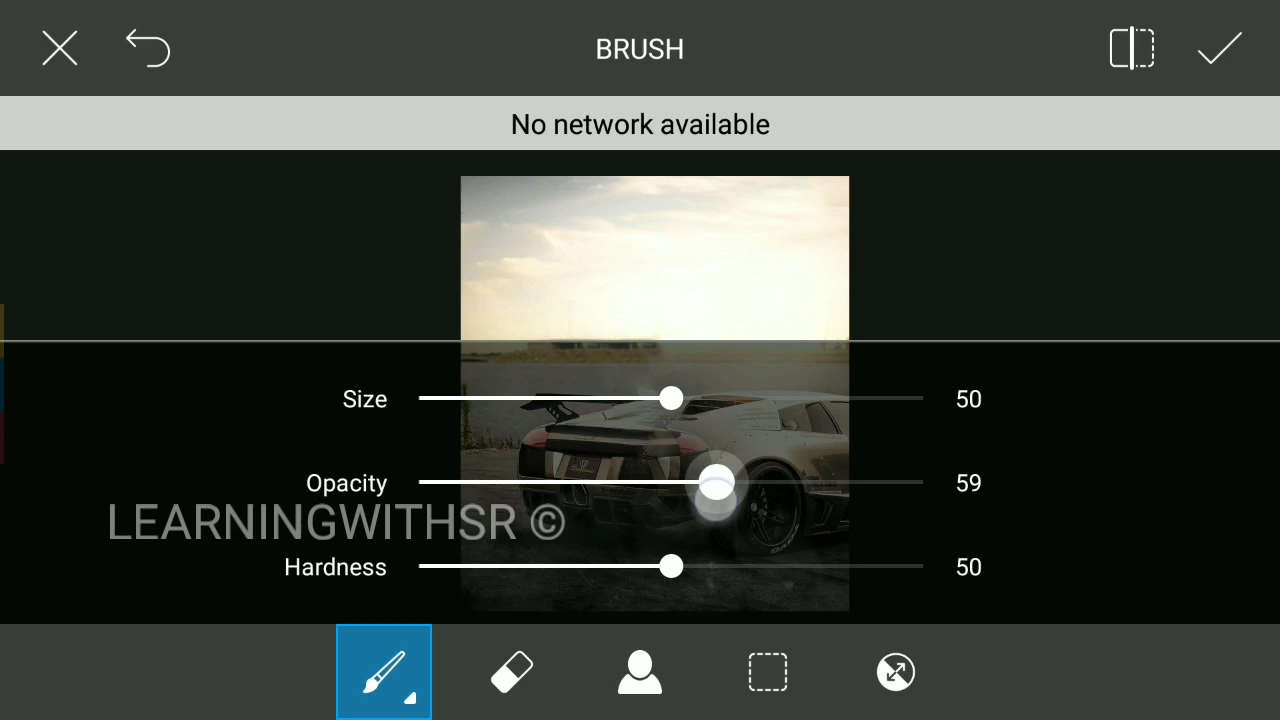 BRUSH
No network available
Size 50
Opacity 59
LEARNINGWITHSR ©
Hardness 50